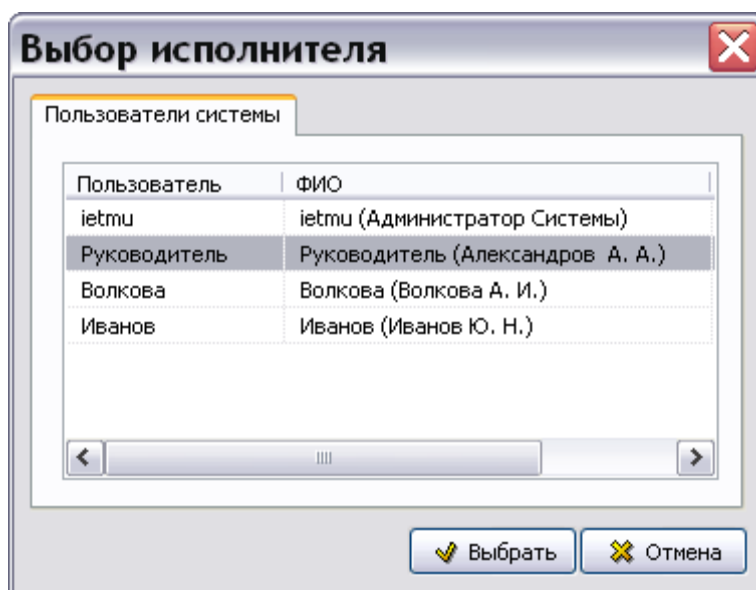 Выбор исполнителя
Пользователи системы
Пользователь ФИО
ietmu ietmu (Администратор Системы)
Руководитель Руководитель (Александров А. А.)
Волкова Волкова (Волкова А. И.)
Иванов Иванов (Иванов Ю. Н.)
Выбрать Отмена